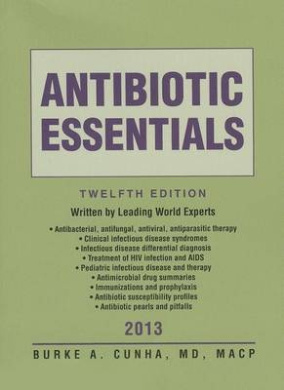 ANTIBIOTIC
ESSENTIALS
TWELFTH EDITION
Written by Leading World Experts
• Antibacterial, antifungal, antiviral, antiparasitic therapy
• Clinical infectious disease syndromes
• Infectious disease differential diagnosis
• Treatment of HIV infection and AIDS
• Pediatric infectious disease and therapy
• Antimicrobial drug summaries
• Immunizations and prophylaxis
• Antibiotic susceptibility profiles
• Antibiotic pearls and pitfalls
2013
BURKE A. CUNHA, MD, MACP